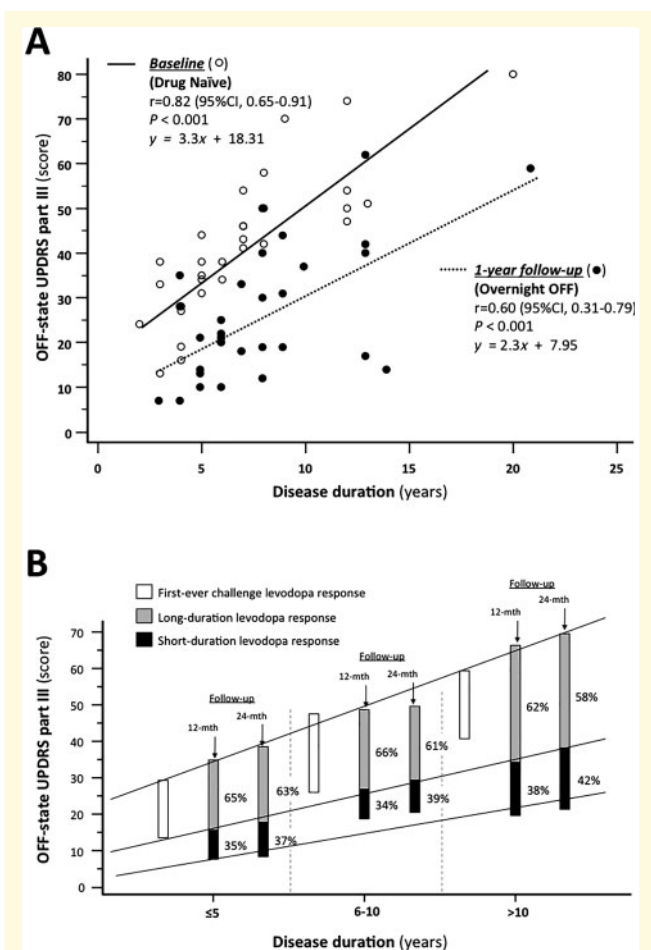 A
Baseline (○)
(Drug Naïve)
r=0.82 (95%CI, 0.65-0.91)
P < 0.001
y = 3.3x + 18.31
1-year follow-up (●)
(Overnight OFF)
r=0.60 (95%CI, 0.31-0.79)
P < 0.001
y = 2.3x + 7.95
OFF-state UPDRS part III (score)
80
70
60
50
40
30
20
10
0
0 5 10 15 20 25
Disease duration (years)
B
First-ever challenge levodopa response
Long-duration levodopa response
Short-duration levodopa response
Follow-up
12-mth
24-mth
Follow-up
12-mth
24-mth
Follow-up
12-mth
24-mth
65%
35%
63%
37%
66%
34%
61%
39%
62%
38%
58%
42%
OFF-state UPDRS part III (score)
70
60
50
40
30
20
10
0
≤5 6-10 >10
Disease duration (years)